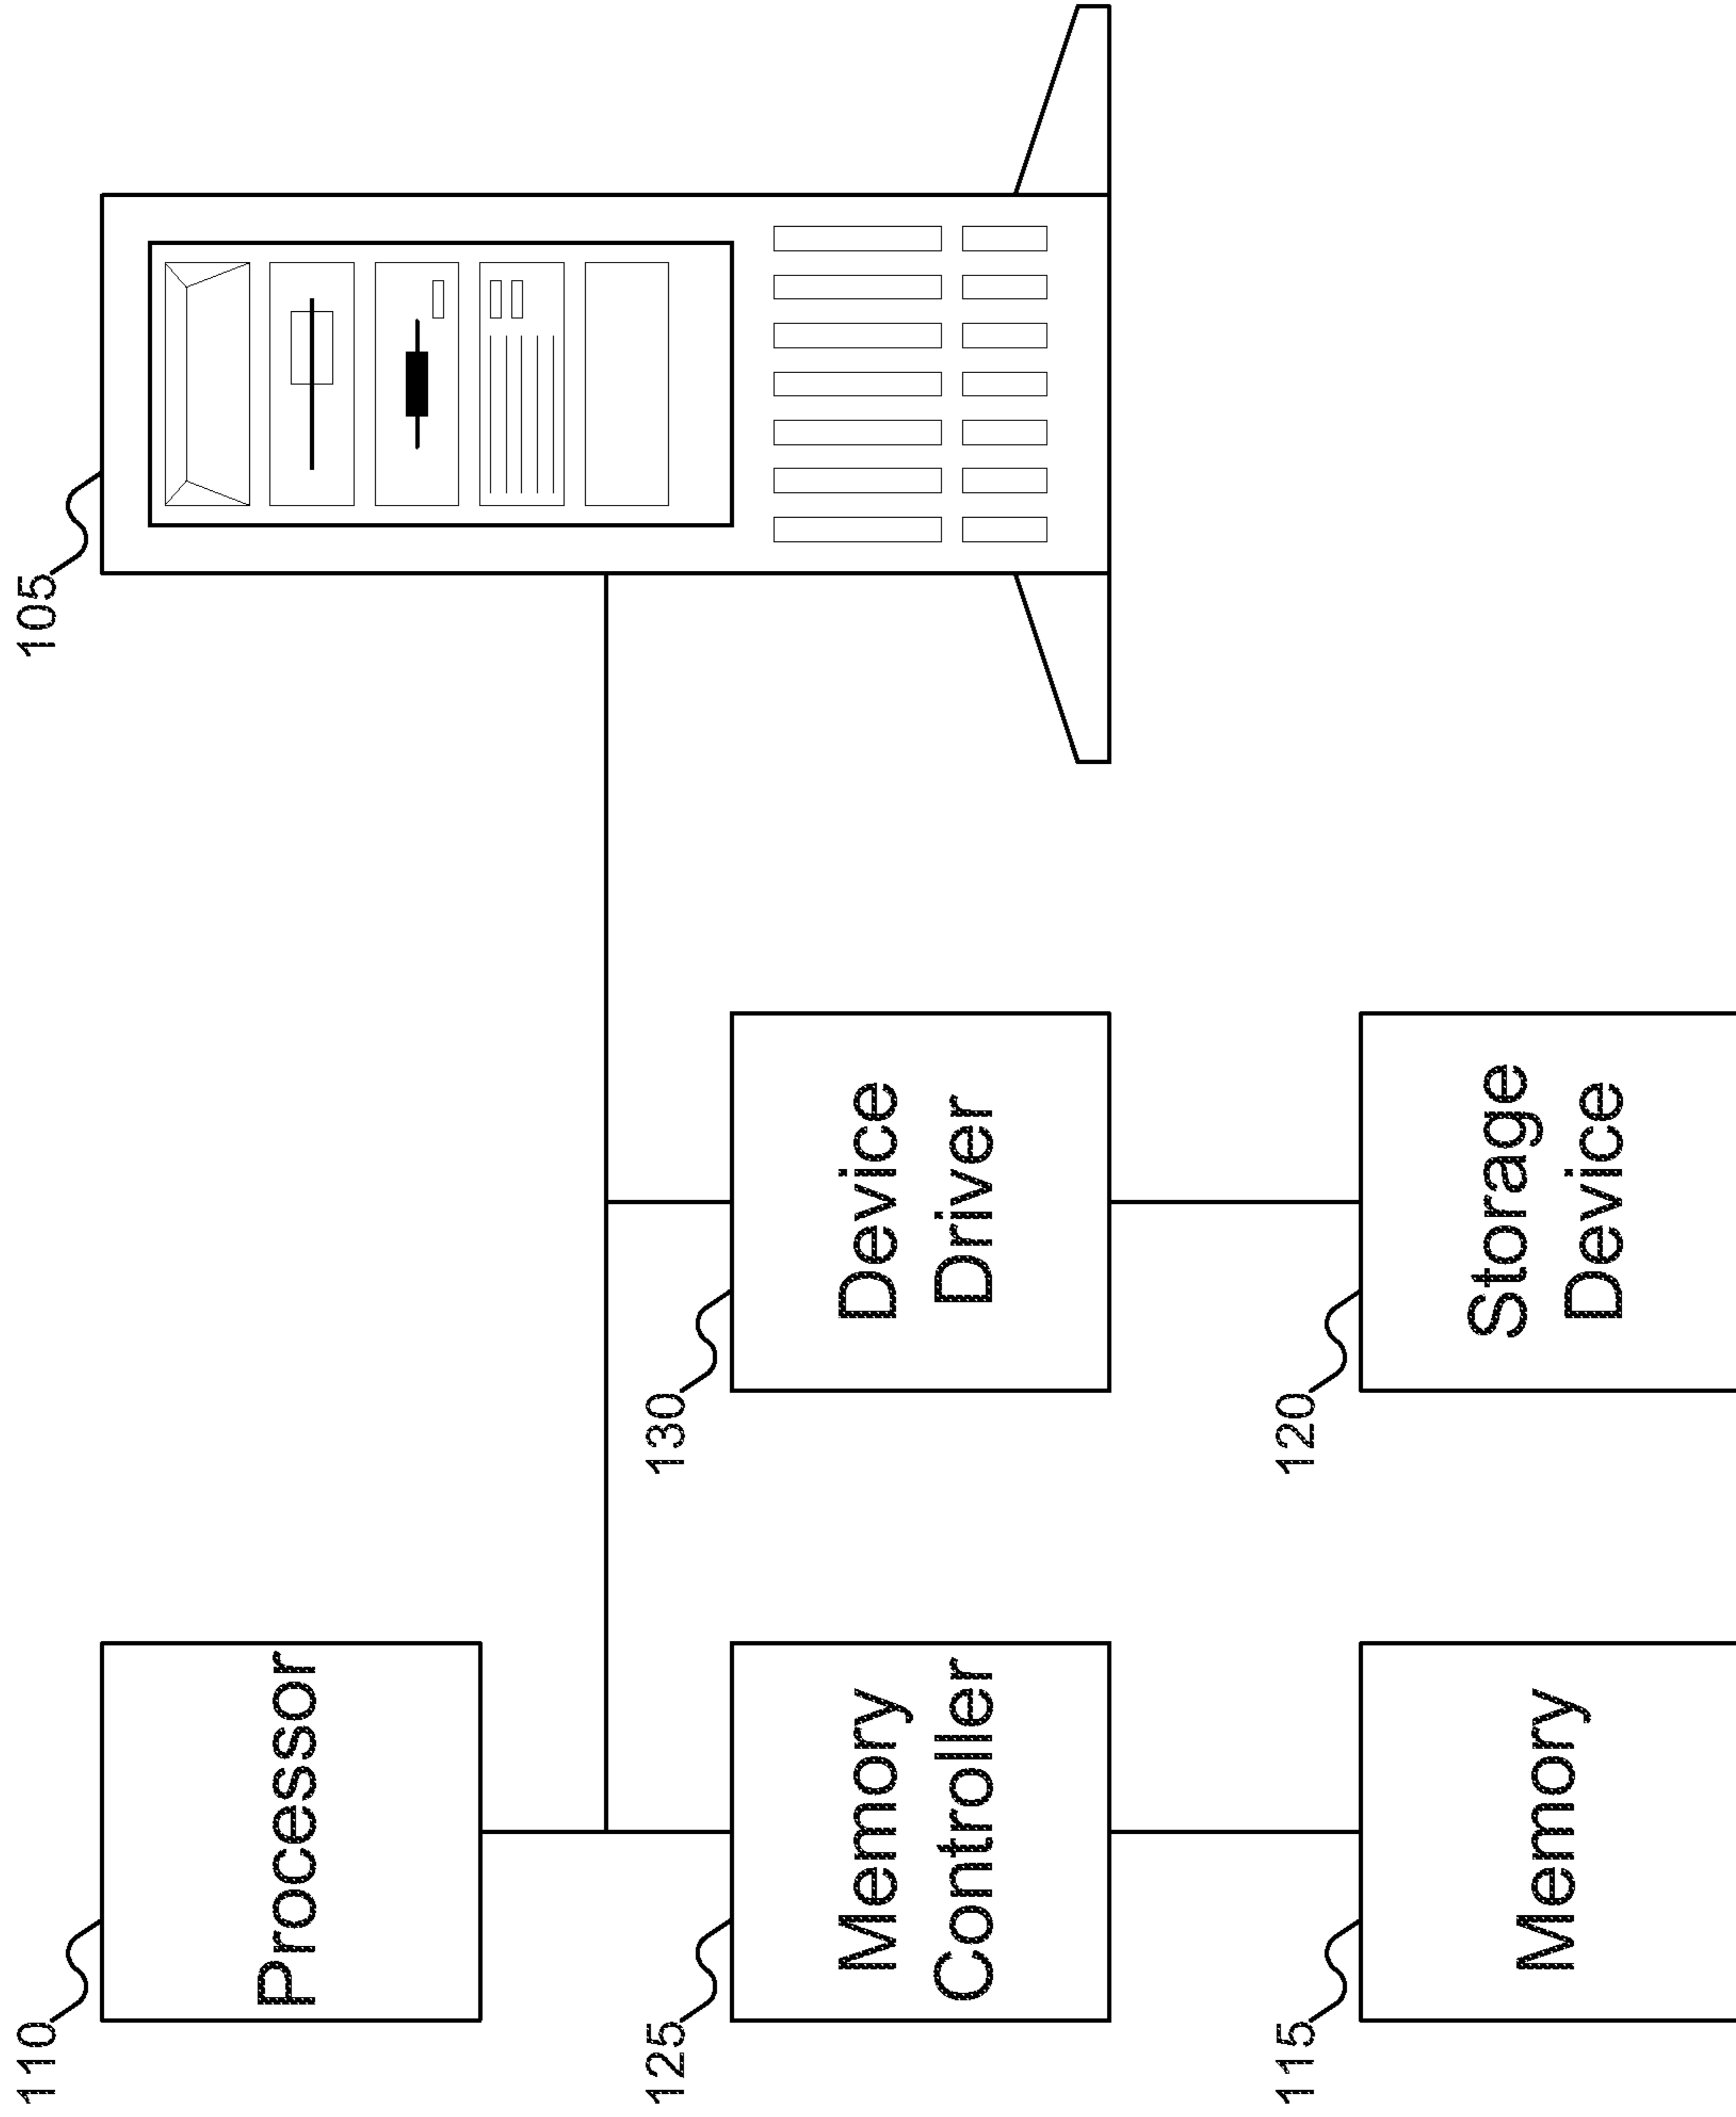 105
110
Processor
130
Device
Driver
125
Memory
Controller
120
Storage
Device
115
Memory